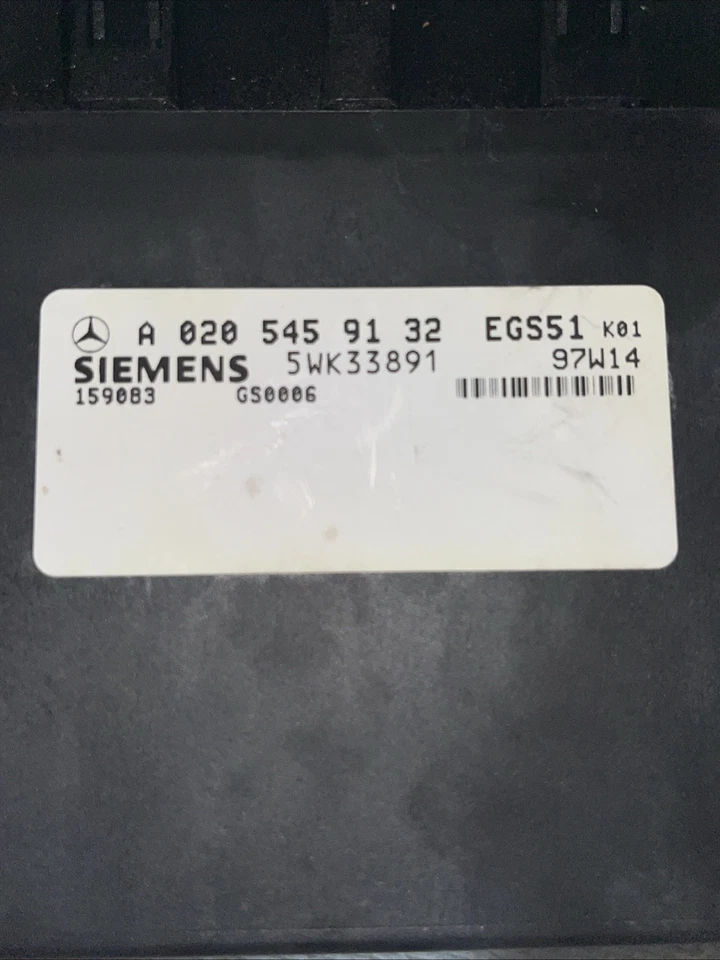 A 020 545 91 32 EGS51 K01
SIEMENS 5WK33891 97W14
159083 GS0006